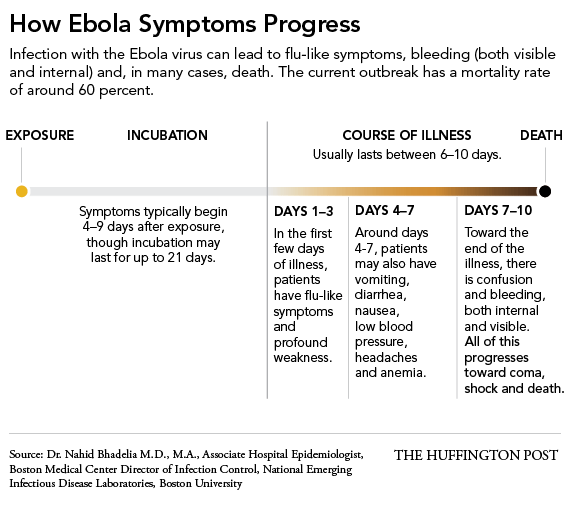 How Ebola Symptoms Progress
Infection with the Ebola virus can lead to flu-like symptoms, bleeding (both visible
and internal) and, in many cases, death. The current outbreak has a mortality rate
of around 60 percent.
EXPOSURE
INCUBATION
COURSE OF ILLNESS
DEATH
Usually lasts between 6–10 days.
Symptoms typically begin
4–9 days after exposure,
though incubation may
last for up to 21 days.
DAYS 1–3
In the first
few days
of illness,
patients
have flu-like
symptoms
and
profound
weakness.
DAYS 4–7
Around days
4-7, patients
may also have
vomiting,
diarrhea,
nausea,
low blood
pressure,
headaches
and anemia.
DAYS 7–10
Toward the
end of the
illness, there
is confusion
and bleeding,
both internal
and visible.
All of this
progresses
toward coma,
shock and death.
Source: Dr. Nahid Bhadelia M.D., M.A., Associate Hospital Epidemiologist,
Boston Medical Center Director of Infection Control, National Emerging
Infectious Disease Laboratories, Boston University
THE HUFFINGTON POST